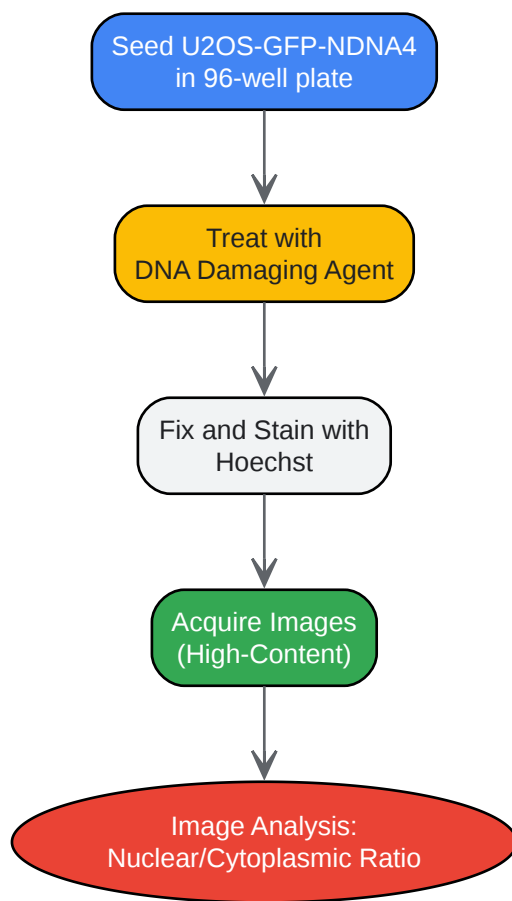 Seed U2OS-GFP-NDNA4
in 96-well plate
Treat with
DNA Damaging Agent
Fix and Stain with
Hoechst
Acquire Images
(High-Content)
Image Analysis:
Nuclear/Cytoplasmic Ratio